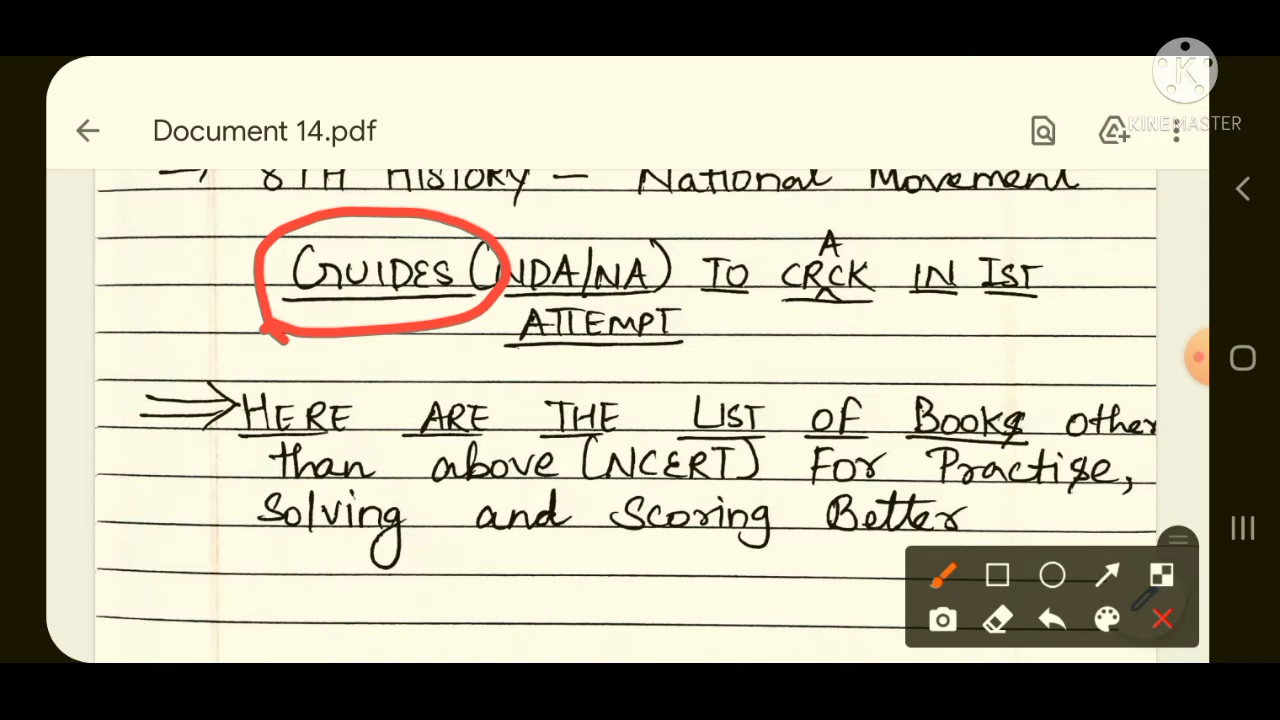 Document 14.pdf
KINEMASTER
→ 8TH HISTORY - National Movement
GUIDES (NDA/NA) TO CRACK IN Ist
ATTEMPT
⇒ HERE ARE THE LIST OF BOOKs other
than above (NCERT) For Practise,
Solving and Scoring Better